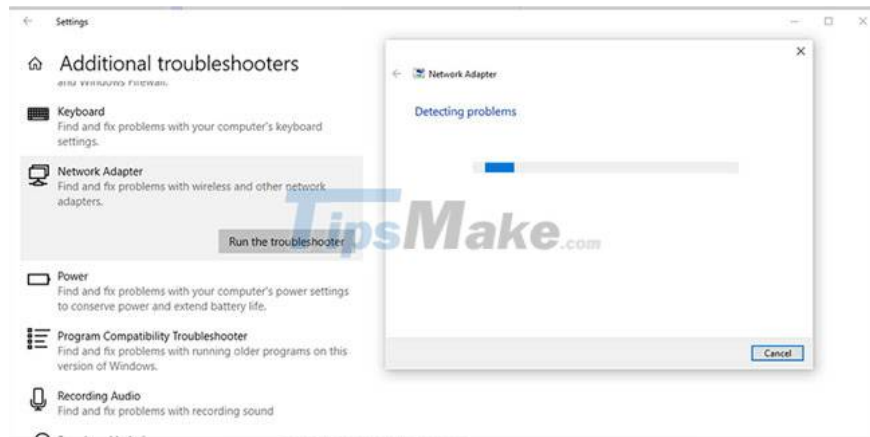 Settings
Additional troubleshooters
and Windows Firewall.
Keyboard
Find and fix problems with your computer's keyboard
settings.
Network Adapter
Find and fix problems with wireless and other network
adapters.
Run the troubleshooter
Power
Find and fix problems with your computer's power settings
to conserve power and extend battery life.
Program Compatibility Troubleshooter
Find and fix problems with running older programs on this
version of Windows.
Recording Audio
Find and fix problems with recording sound
Network Adapter
Detecting problems
Cancel
TipsMake.com